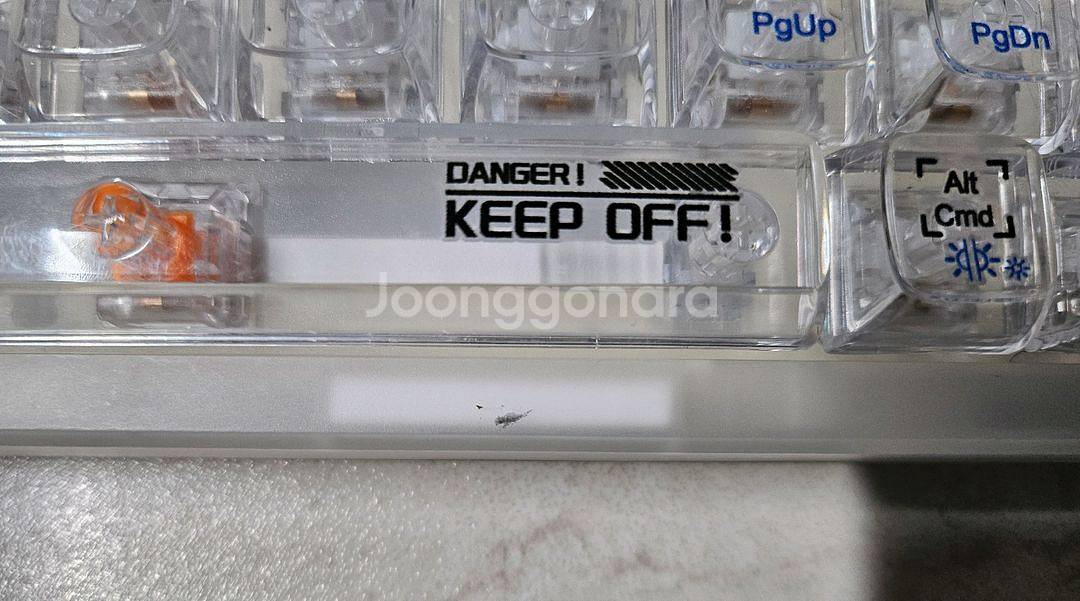 PgUp
PgDn
DANGER!
KEEP OFF!
Alt
Cmd
Joonggonara